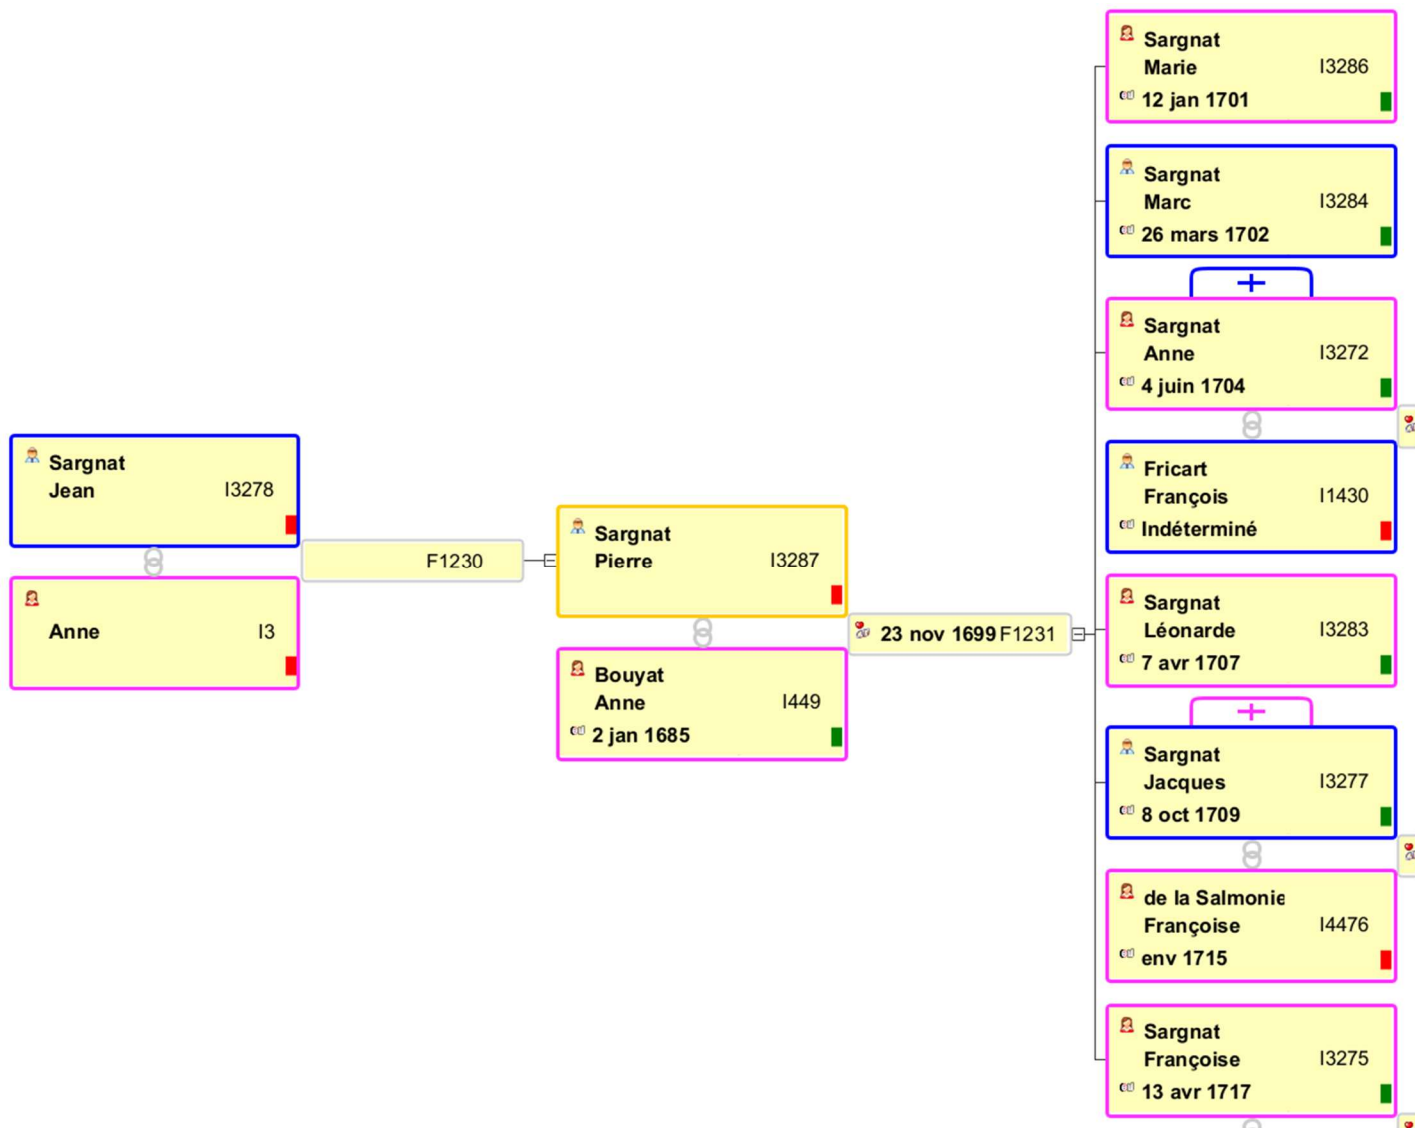 Sargnat
Jean I3278
Anne I3
F1230
Sargnat
Pierre I3287
Bouyat
Anne I449
2 jan 1685
23 nov 1699 F1231
Sargnat
Marie I3286
12 jan 1701
Sargnat
Marc I3284
26 mars 1702
Sargnat
Anne I3272
4 juin 1704
Fricart
François I1430
Indéterminé
Sargnat
Léonarde I3283
7 avr 1707
Sargnat
Jacques I3277
8 oct 1709
de la Salmonie
Françoise I4476
env 1715
Sargnat
Françoise I3275
13 avr 1717